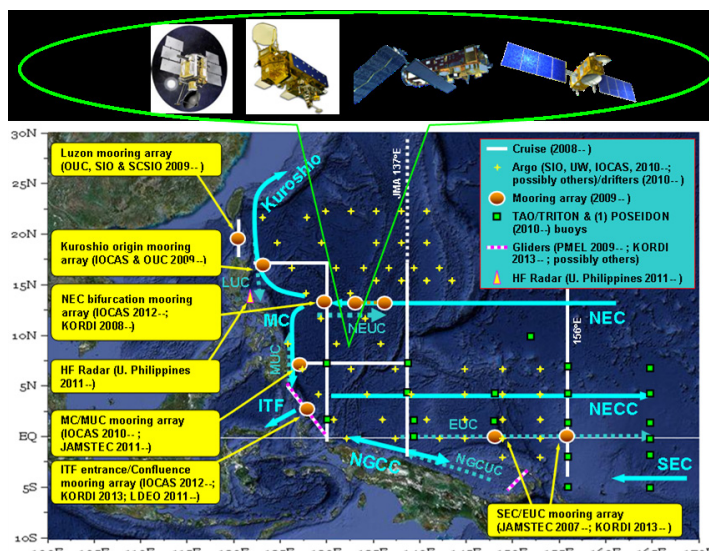 30N
25N
20N
15N
5N
EQ
5S
10S
Luzon mooring array
(OUC, SIO & SCSIO 2009-- )
Kuroshio origin mooring
array (IOCAS & OUC 2009--)
NEC bifurcation mooring
array (IOCAS 2012--;
KORDI 2008--)
HF Radar (U. Philippines
2011--)
MC/MUC mooring array
(IOCAS 2010-- ;
JAMSTEC 2011--)
ITF entrance/Confluence
mooring array (IOCAS 2012--;
KORDI 2013; LDEO 2011--)
Kuroshio
JMA 137°E
Cruise (2008-- )
Argo (SIO, UW, IOCAS, 2010--;
possibly others)/drifters (2010-- )
Mooring array (2009-- )
TAO/TRITON & (1) POSEIDON
(2010--) buoys
Gliders (PMEL 2009-- ; KORDI
2013-- ; possibly others)
HF Radar (U. Philippines 2011-- )
LUC
MC
NEUC
NEC
156°E
MUC
ITF
NECC
EUC
NGCC
NGCUC
SEC
SEC/EUC mooring array
(JAMSTEC 2007--; KORDI 2013-- )